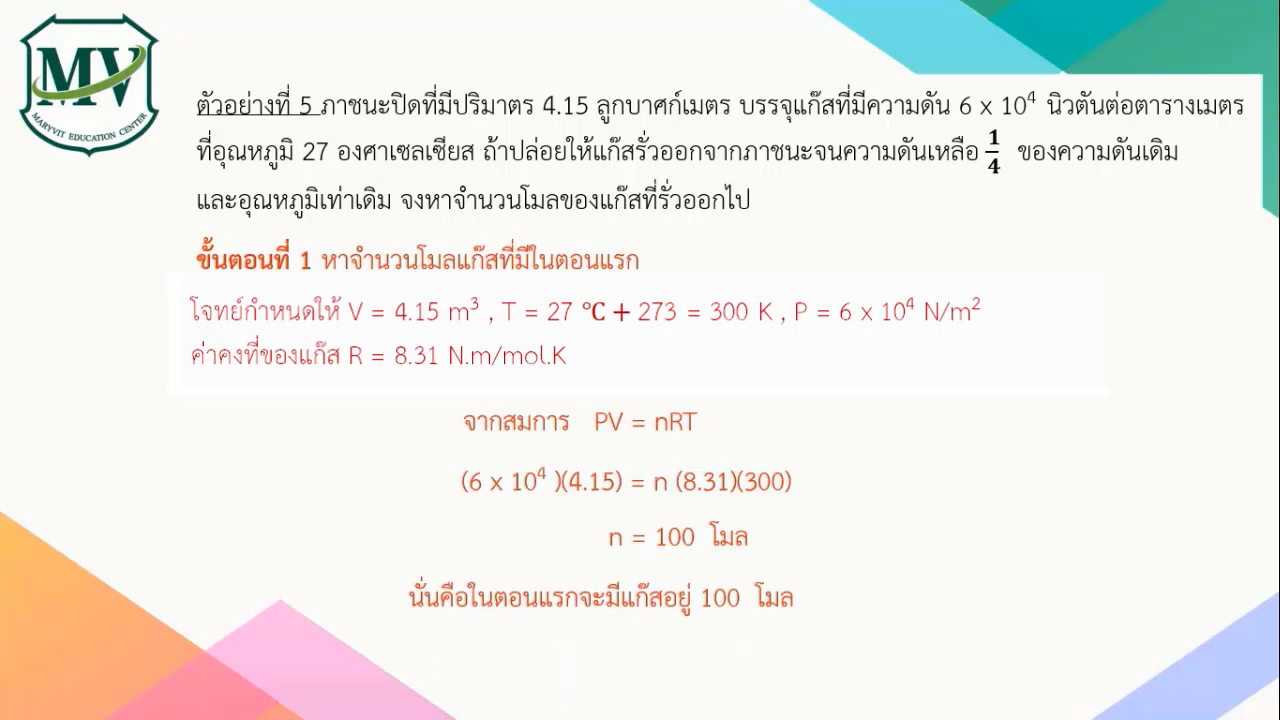 MV
MARYVIT EDUCATION CENTER
ตัวอย่างที่ 5 ภาชนะปิดที่มีปริมาตร 4.15 ลูกบาศก์เมตร บรรจุแก๊สที่มีความดัน 6 x 10⁴ นิวตันต่อตารางเมตร
ที่อุณหภูมิ 27 องศาเซลเซียส ถ้าปล่อยให้แก๊สรั่วออกจากภาชนะจนความดันเหลือ 1/4 ของความดันเดิม
และอุณหภูมิเท่าเดิม จงหาจำนวนโมลของแก๊สที่รั่วออกไป
ขั้นตอนที่ 1 หาจำนวนโมลแก๊สที่มีในตอนแรก
โจทย์กำหนดให้ V = 4.15 m³ , T = 27 ℃ + 273 = 300 K , P = 6 x 10⁴ N/m²
ค่าคงที่ของแก๊ส R = 8.31 N.m/mol.K
จากสมการ PV = nRT
(6 x 10⁴ )(4.15) = n (8.31)(300)
n = 100 โมล
นั่นคือในตอนแรกจะมีแก๊สอยู่ 100 โมล